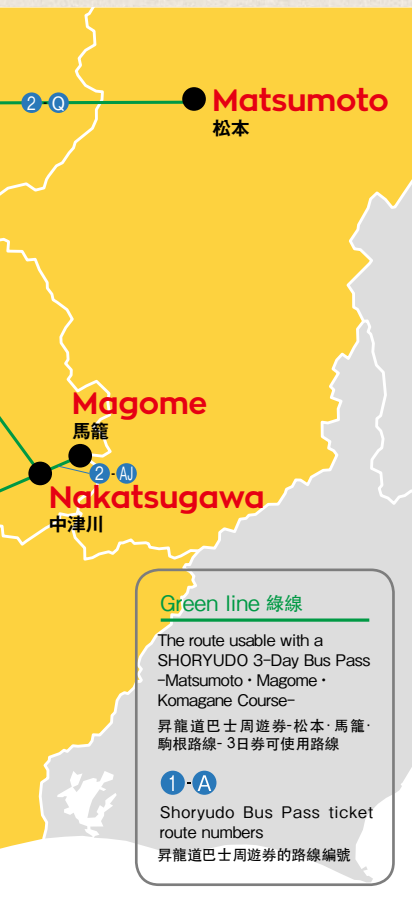 2-Q
Matsumoto
松本
Magome
馬籠
2-AJ
Nakatsugawa
中津川
Green line 綠線
The route usable with a
SHORYUDO 3-Day Bus Pass
-Matsumoto・Magome・
Komagane Course-
昇龍道巴士周遊券-松本·馬籠·
駒根路線- 3日券可使用路線
1-A
Shoryudo Bus Pass ticket
route numbers
昇龍道巴士周遊券的路線編號